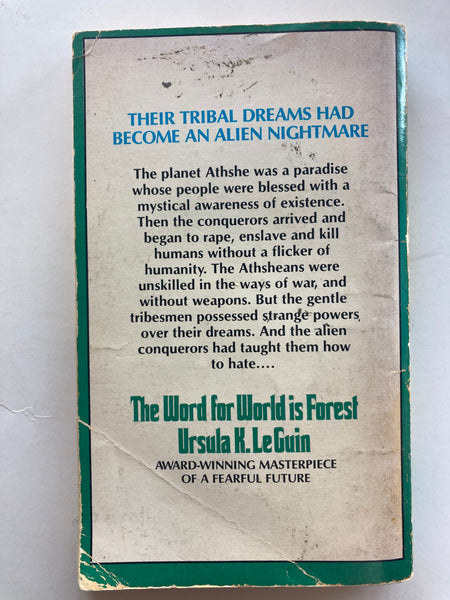 THEIR TRIBAL DREAMS HAD
BECOME AN ALIEN NIGHTMARE
The planet Athshe was a paradise
whose people were blessed with a
mystical awareness of existence.
Then the conquerors arrived and
began to rape, enslave and kill
humans without a flicker of
humanity. The Athsheans were
unskilled in the ways of war, and
without weapons. But the gentle
tribesmen possessed strange powers
over their dreams. And the alien
conquerors had taught them how
to hate....
The Word for World is Forest
Ursula K. Le Guin
AWARD-WINNING MASTERPIECE
OF A FEARFUL FUTURE